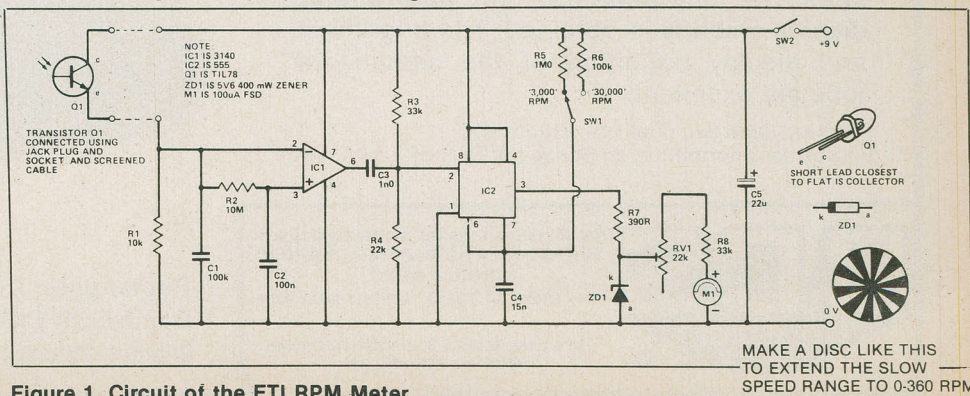 c
e
Q1
TRANSISTOR Q1
CONNECTED USING
JACK PLUG AND
SOCKET AND SCREENED
CABLE
NOTE
IC1 IS 3140
IC2 IS 555
Q1 IS TIL78
ZD1 IS 5V6 400 mW ZENER
M1 IS 100uA FSD
R1
10k
R2
10M
C1
100k
C2
100n
2
3
7
6
4
IC1
C3
1n0
R3
33k
R4
22k
8
4
2
IC2
3
1
6
7
C4
15n
R5
1M0
R6
100k
'3,000'
RPM
'30,000'
RPM
SW1
R7
390R
k
ZD1
a
RV1
22k
R8
33k
+
M1
−
+
C5
22u
SW2
+9 V
0 V
e
c
Q1
SHORT LEAD CLOSEST
TO FLAT IS COLLECTOR
k
a
ZD1
MAKE A DISC LIKE THIS
TO EXTEND THE SLOW
SPEED RANGE TO 0-360 RPM
Figure 1. Circuit of the ETI RPM Meter